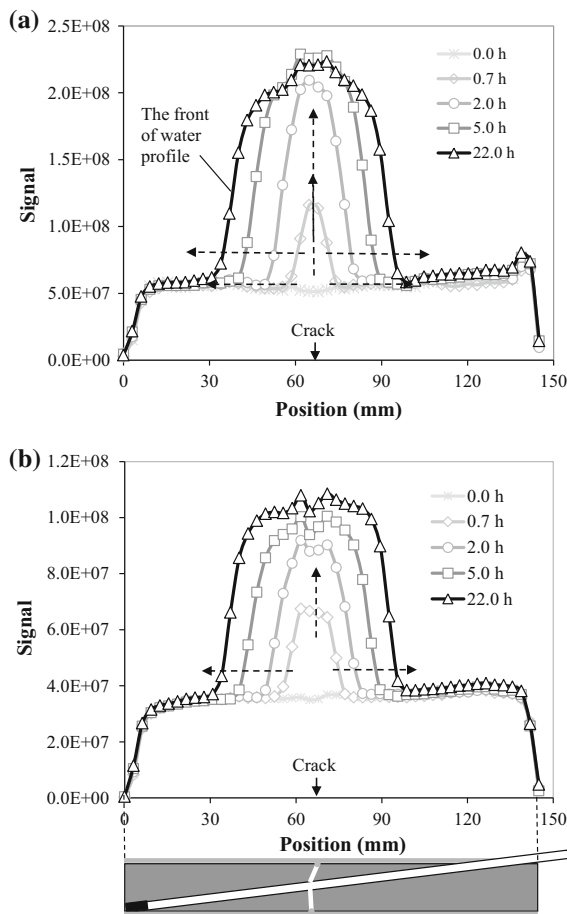 (a)
2.5E+08
2.0E+08
1.5E+08
1.0E+08
5.0E+07
0.0E+00
Signal
The front
of water
profile
0.0 h
0.7 h
2.0 h
5.0 h
22.0 h
Crack
0 30 60 90 120 150
Position (mm)
(b)
1.2E+08
1.0E+08
8.0E+07
6.0E+07
4.0E+07
2.0E+07
0.0E+00
Signal
0.0 h
0.7 h
2.0 h
5.0 h
22.0 h
Crack
0 30 60 90 120 150
Position (mm)